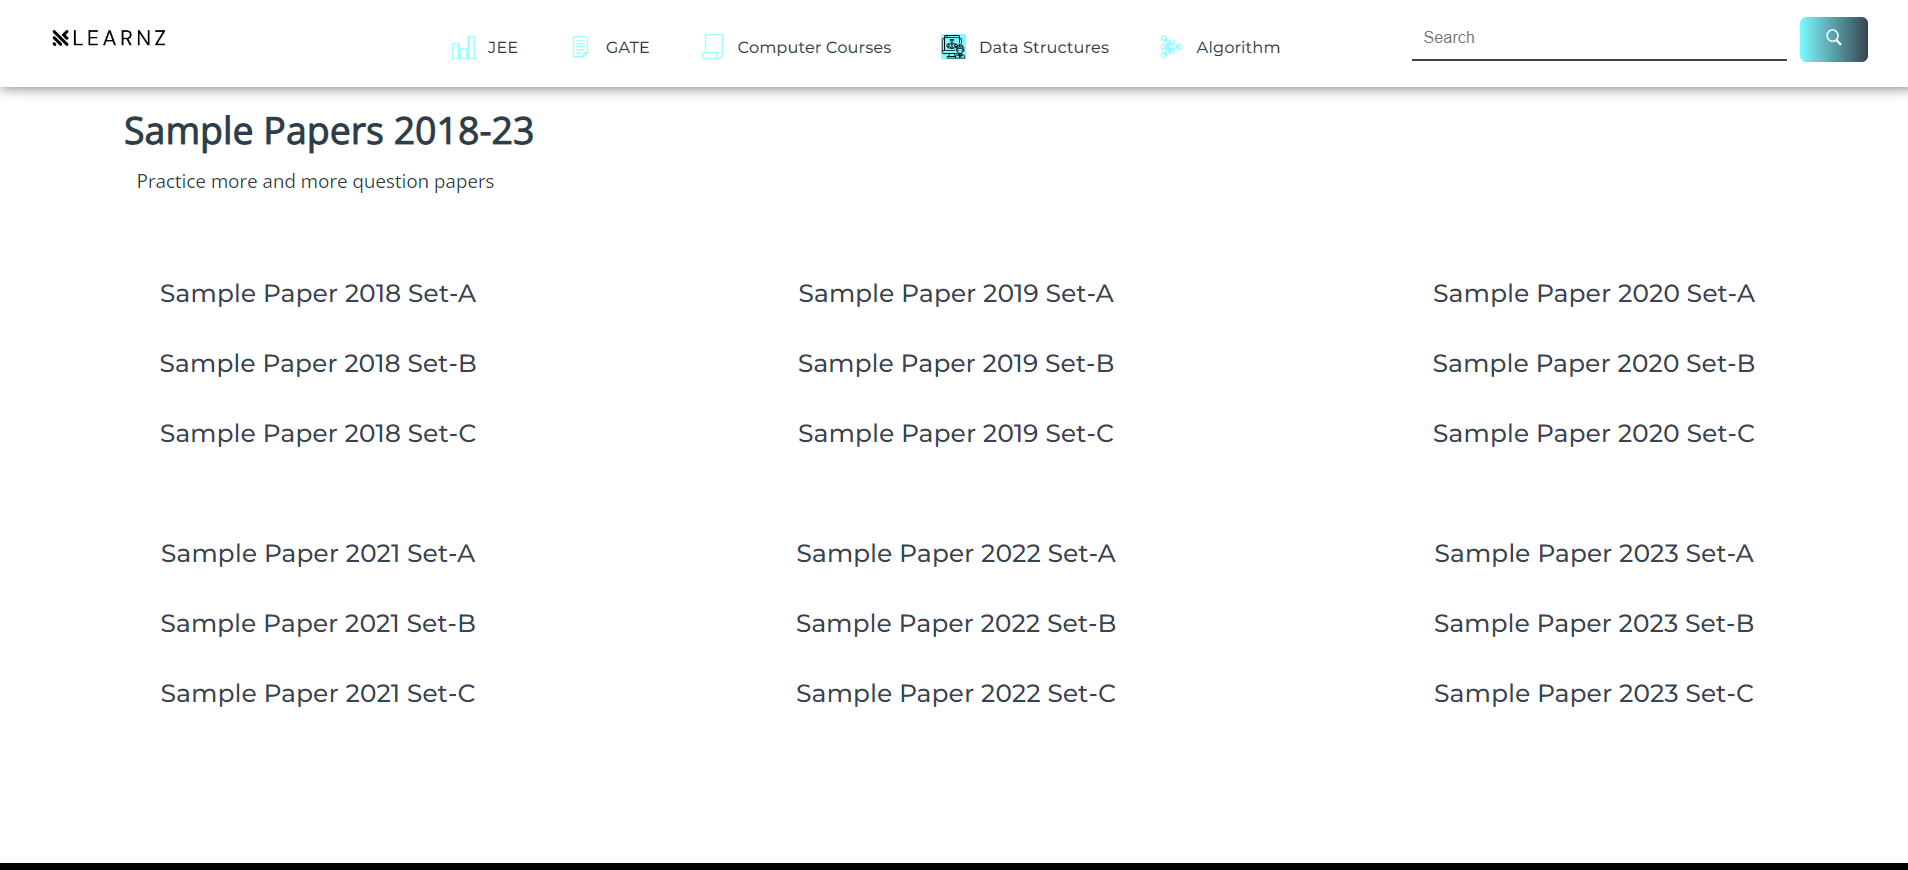 LEARNZ
JEE
GATE
Computer Courses
Data Structures
Algorithm
Search
Sample Papers 2018-23
Practice more and more question papers
Sample Paper 2018 Set-A
Sample Paper 2019 Set-A
Sample Paper 2020 Set-A
Sample Paper 2018 Set-B
Sample Paper 2019 Set-B
Sample Paper 2020 Set-B
Sample Paper 2018 Set-C
Sample Paper 2019 Set-C
Sample Paper 2020 Set-C
Sample Paper 2021 Set-A
Sample Paper 2022 Set-A
Sample Paper 2023 Set-A
Sample Paper 2021 Set-B
Sample Paper 2022 Set-B
Sample Paper 2023 Set-B
Sample Paper 2021 Set-C
Sample Paper 2022 Set-C
Sample Paper 2023 Set-C